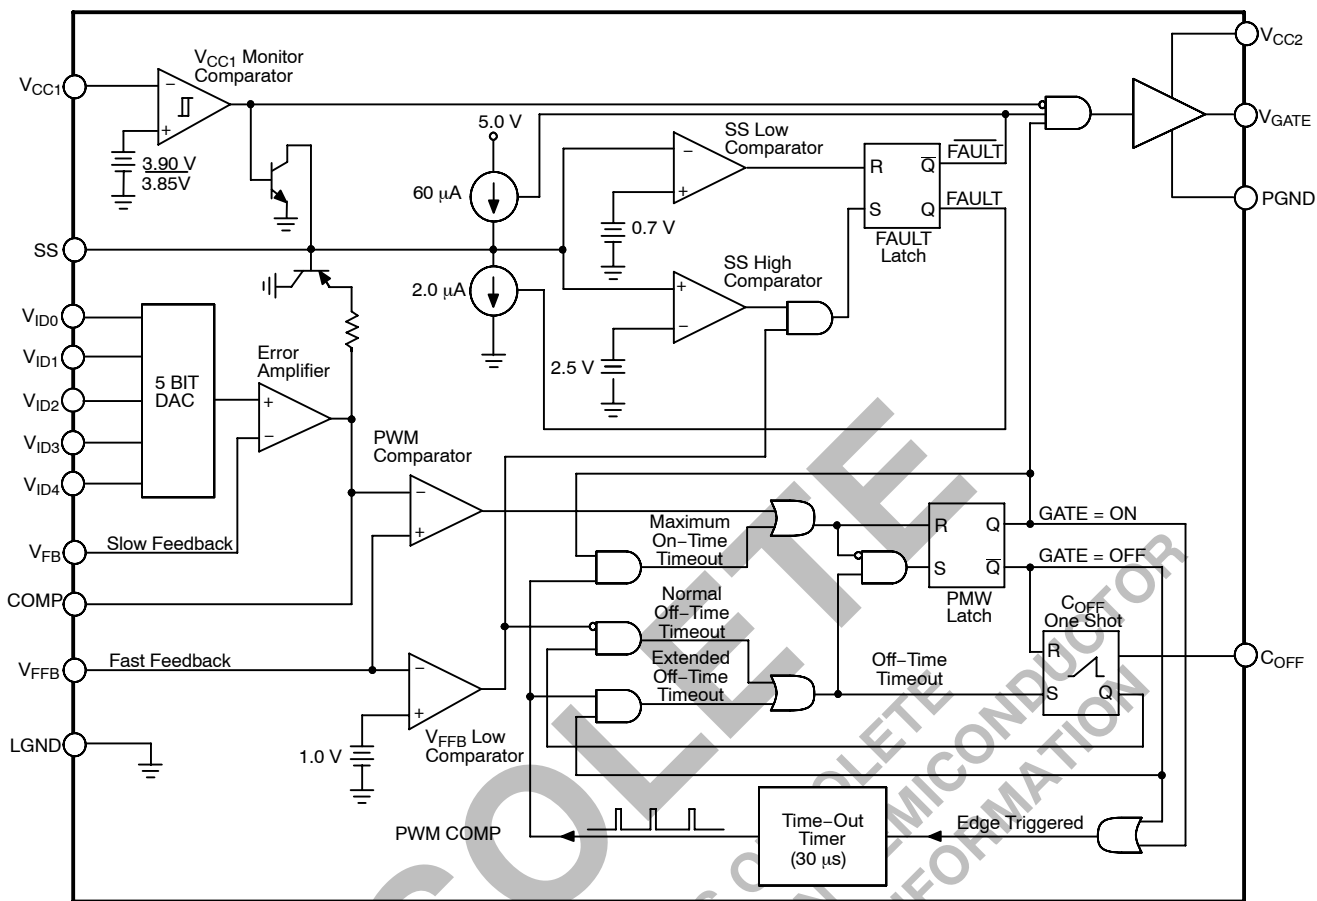 VCC1 Monitor
Comparator
VCC1
−
+
3.90 V
3.85V
5.0 V
60 μA
SS Low
Comparator
−
+
0.7 V
R
Q
FAULT
S
Q
FAULT
FAULT
Latch
VCC2
VGATE
PGND
SS
2.0 μA
SS High
Comparator
+
−
2.5 V
VID0
VID1
VID2
VID3
VID4
5 BIT
DAC
Error
Amplifier
+
−
PWM
Comparator
−
+
VFB
Slow Feedback
COMP
VFFB
Fast Feedback
LGND
−
+
1.0 V
VFFB Low
Comparator
Maximum
On−Time
Timeout
Normal
Off−Time
Timeout
Extended
Off−Time
Timeout
R
Q
GATE = ON
S
Q
GATE = OFF
PMW
Latch
COFF
One Shot
R
S
Q
COFF
Off−Time
Timeout
PWM COMP
Time−Out
Timer
(30 μs)
Edge Triggered
OLETE
OLETE
SEMICONDUCTOR
INFORMATION